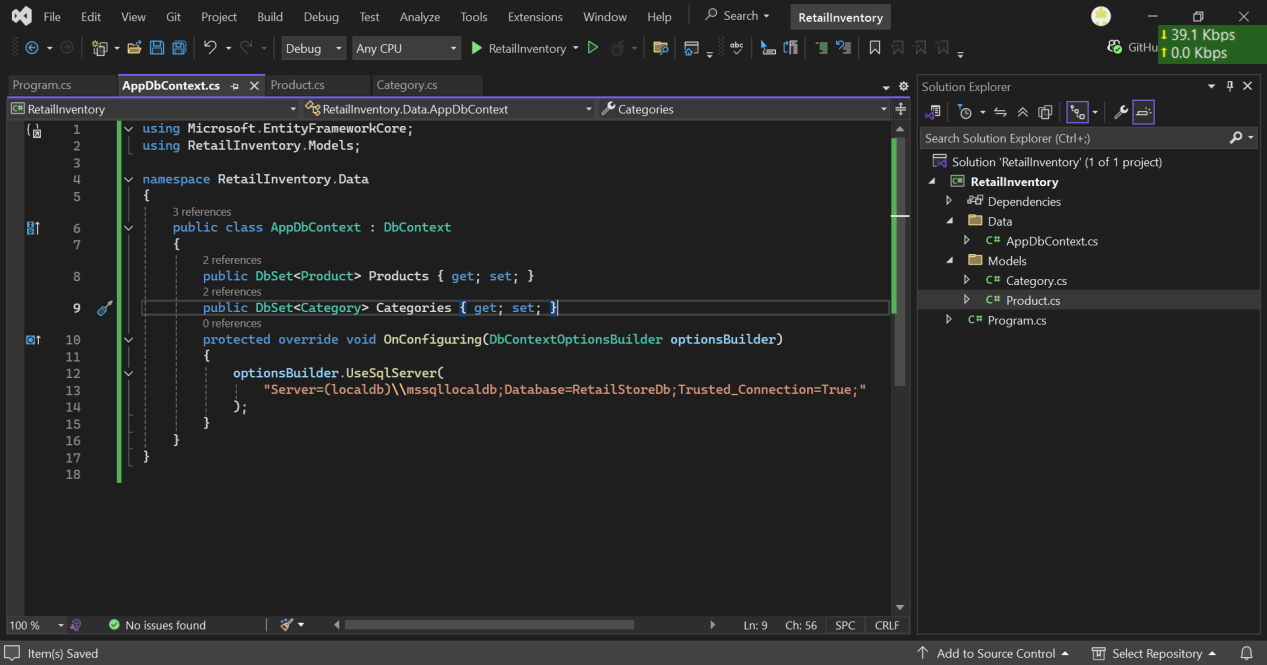 File Edit View Git Project Build Debug Test Analyze Tools Extensions Window Help Search RetailInventory
Debug Any CPU RetailInventory GitHu
39.1 Kbps
0.0 Kbps
Program.cs AppDbContext.cs Product.cs Category.cs
RetailInventory RetailInventory.Data.AppDbContext Categories
1 using Microsoft.EntityFrameworkCore;
2 using RetailInventory.Models;
3
4 namespace RetailInventory.Data
5 {
3 references
6 public class AppDbContext : DbContext
7 {
2 references
8 public DbSet<Product> Products { get; set; }
2 references
9 public DbSet<Category> Categories { get; set; }
0 references
10 protected override void OnConfiguring(DbContextOptionsBuilder optionsBuilder)
11 {
12 optionsBuilder.UseSqlServer(
13 "Server=(localdb)\\mssqllocaldb;Database=RetailStoreDb;Trusted_Connection=True;"
14 );
15 }
16 }
17 }
18
100 % No issues found Ln: 9 Ch: 56 SPC CRLF
Solution Explorer
Search Solution Explorer (Ctrl+;)
Solution 'RetailInventory' (1 of 1 project)
C# RetailInventory
Dependencies
Data
C# AppDbContext.cs
Models
C# Category.cs
C# Product.cs
C# Program.cs
Item(s) Saved Add to Source Control Select Repository